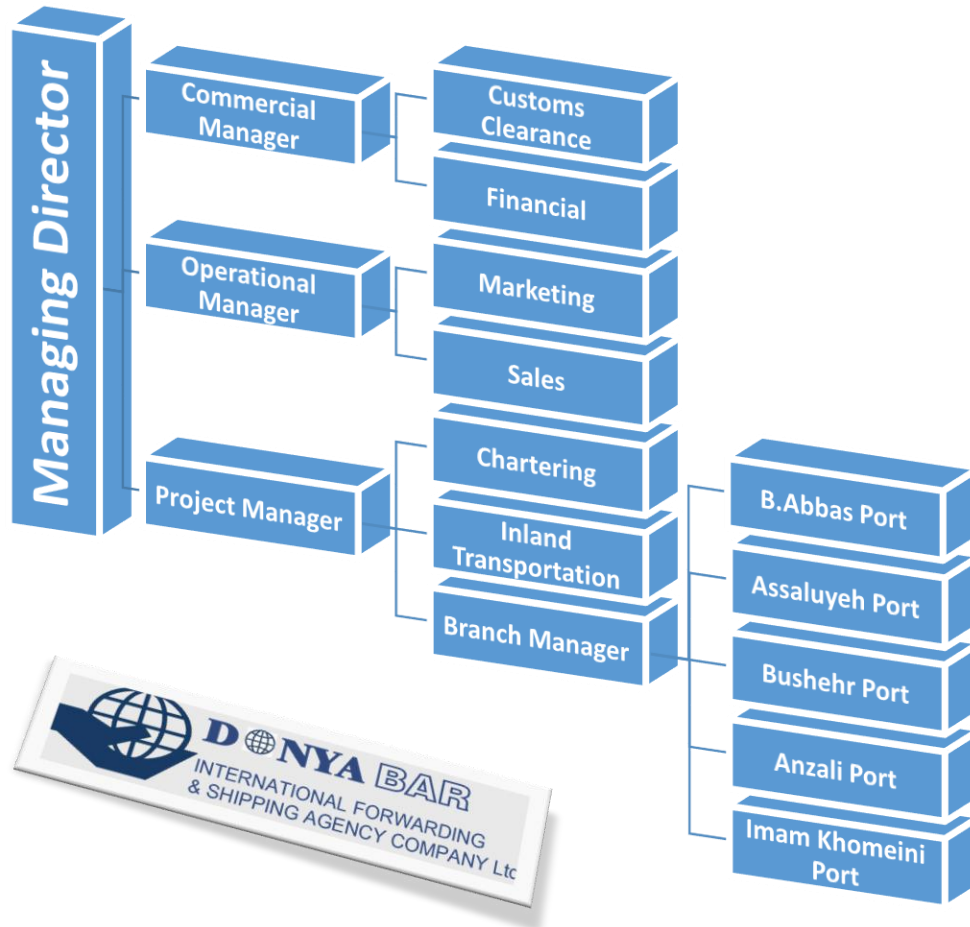 Managing Director
Commercial
Manager
Customs
Clearance
Financial
Operational
Manager
Marketing
Sales
Project Manager
Chartering
Inland
Transportation
Branch Manager
B.Abbas Port
Assaluyeh Port
Bushehr Port
Anzali Port
Imam Khomeini
Port
DONYA BAR
INTERNATIONAL FORWARDING
& SHIPPING AGENCY COMPANY Ltd